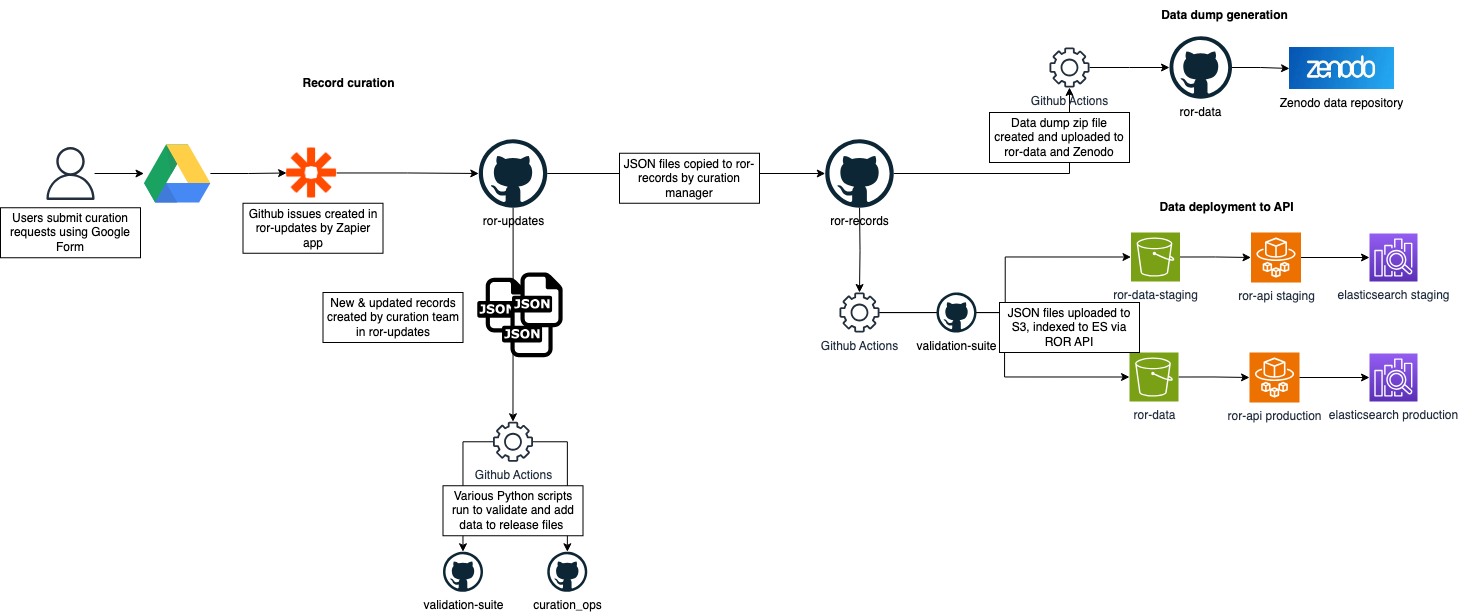 Data dump generation
Record curation
zenodo
Github Actions
ror-data
Zenodo data repository
Data dump zip file
created and uploaded to
ror-data and Zenodo
JSON files copied to ror-
records by curation
manager
Users submit curation
requests using Google
Form
Github issues created in
ror-updates by Zapier
app
ror-updates
ror-records
Data deployment to API
ror-data-staging
ror-api staging
elasticsearch staging
New & updated records
created by curation team
in ror-updates
JSON
JSON
JSON
Github Actions
validation-suite
JSON files uploaded to
S3, indexed to ES via
ROR API
ror-data
ror-api production
elasticsearch production
Github Actions
Various Python scripts
run to validate and add
data to release files
validation-suite
curation_ops